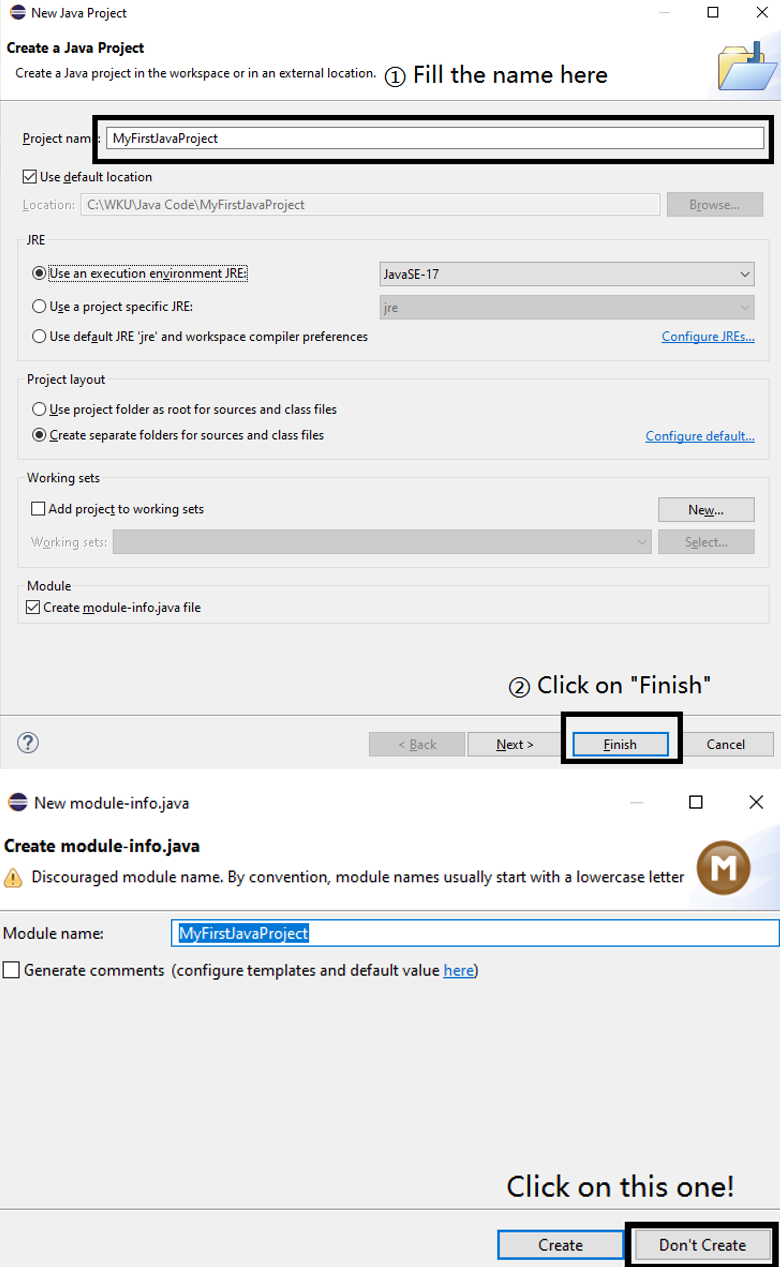 New Java Project
Create a Java Project
Create a Java project in the workspace or in an external location.
① Fill the name here
Project name: MyFirstJavaProject
Use default location
Location: C:\WKU\Java Code\MyFirstJavaProject Browse...
JRE
Use an execution environment JRE: JavaSE-17
Use a project specific JRE: jre
Use default JRE 'jre' and workspace compiler preferences Configure JREs...
Project layout
Use project folder as root for sources and class files
Create separate folders for sources and class files Configure default...
Working sets
Add project to working sets New...
Working sets: Select...
Module
Create module-info.java file
② Click on "Finish"
? < Back Next > Finish Cancel
New module-info.java
Create module-info.java
Discouraged module name. By convention, module names usually start with a lowercase letter
M
Module name: MyFirstJavaProject
Generate comments (configure templates and default value here)
Click on this one!
Create Don't Create